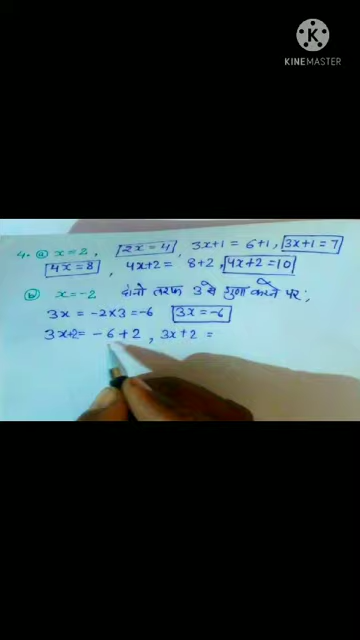 K
KINEMASTER
4. ⓐ x=2, 2x=4, 3x+1 = 6+1, 3x+1=7
4x=8, 4x+2 = 8+2, 4x+2=10
ⓑ x=-2 दोनो तरफ 3 से गुणा करने पर,
3x = -2×3=-6 3x=-6
3x+2= -6+2, 3x+2 =